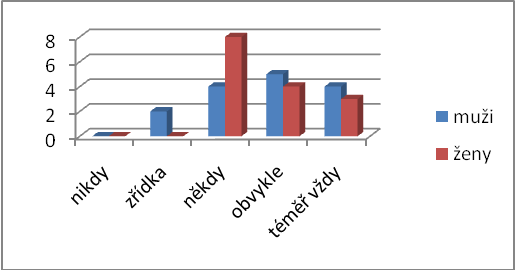 8
6
4
2
0
nikdy
zřídka
někdy
obvykle
téměř vždy
muži
ženy